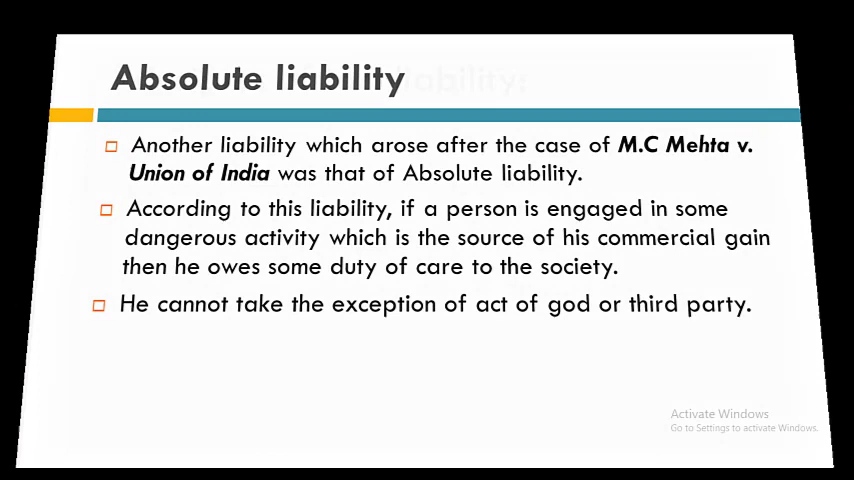 Absolute liability
Another liability which arose after the case of M.C Mehta v.
Union of India was that of Absolute liability.
According to this liability, if a person is engaged in some
dangerous activity which is the source of his commercial gain
then he owes some duty of care to the society.
He cannot take the exception of act of god or third party.
Activate Windows
Go to Settings to activate Windows.